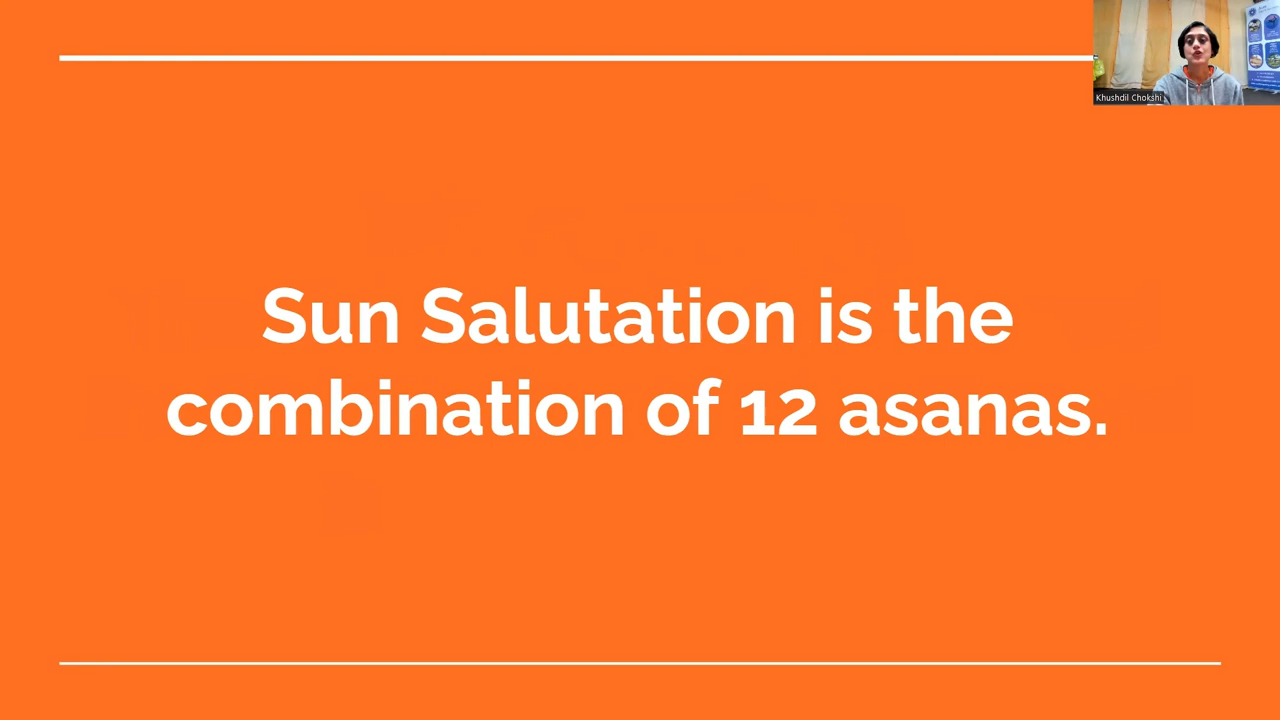 Khushdil Chokshi
Sun Salutation is the
combination of 12 asanas.